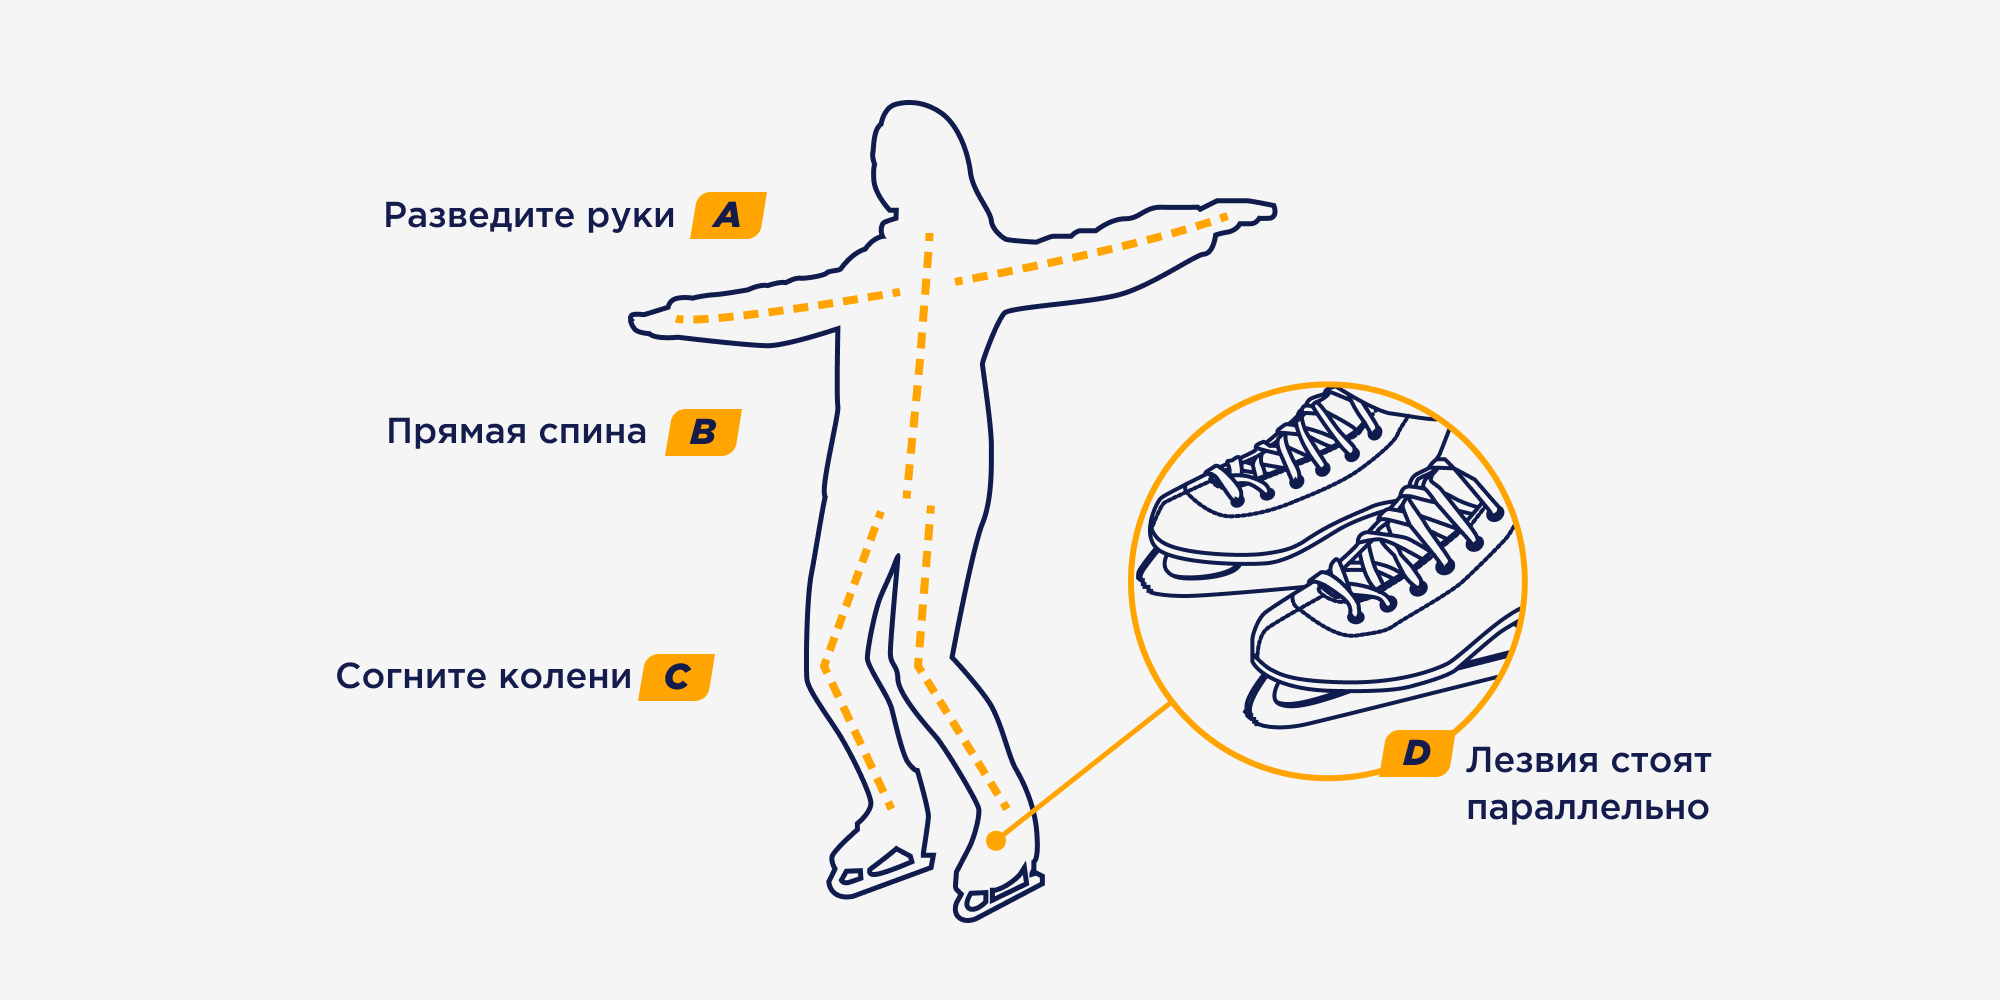 Разведите руки A
Прямая спина B
Согните колени C
D Лезвия стоят
параллельно